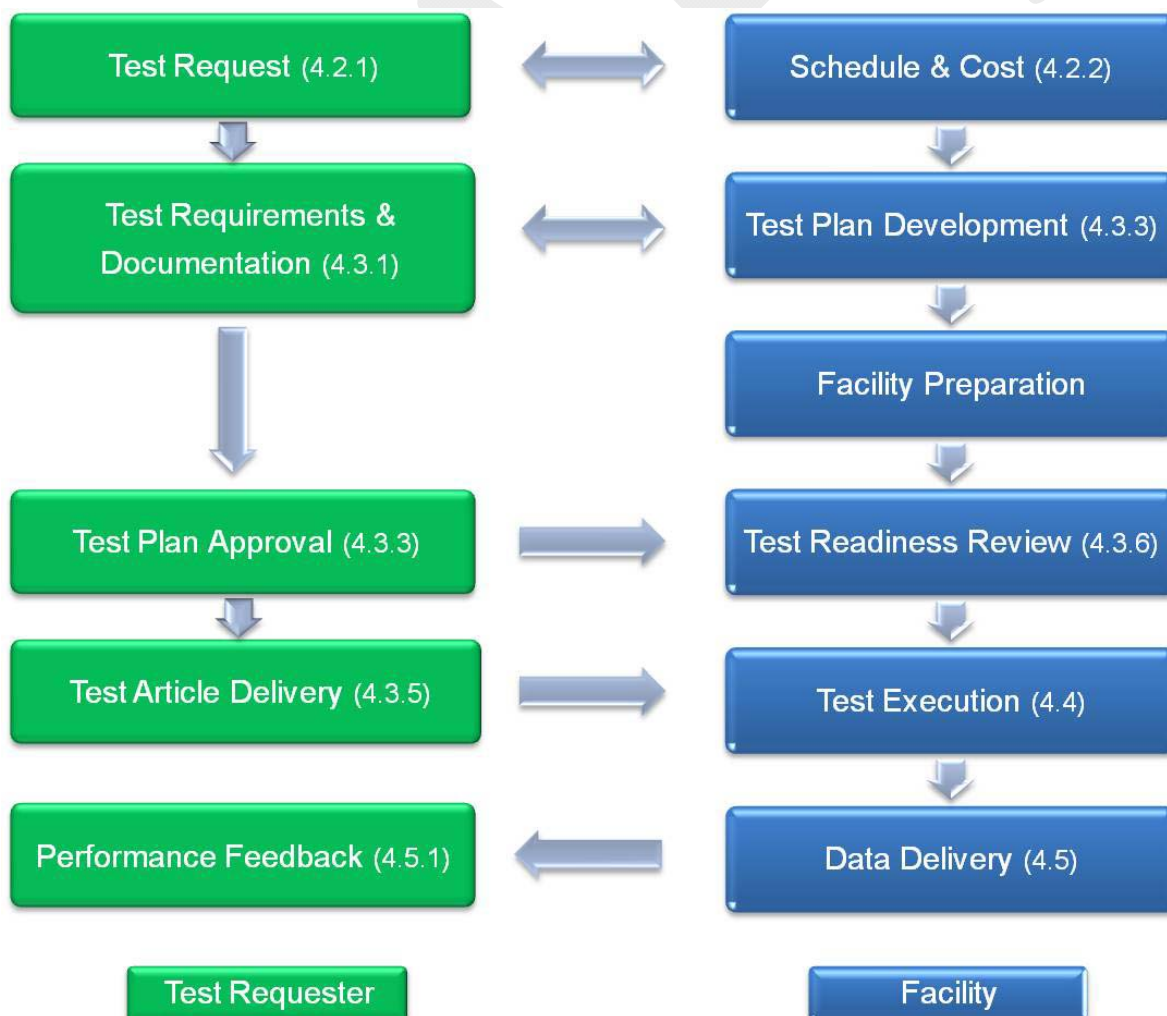 Test Request (4.2.1)
Schedule & Cost (4.2.2)
Test Requirements &
Documentation (4.3.1)
Test Plan Development (4.3.3)
Facility Preparation
Test Plan Approval (4.3.3)
Test Readiness Review (4.3.6)
Test Article Delivery (4.3.5)
Test Execution (4.4)
Performance Feedback (4.5.1)
Data Delivery (4.5)
Test Requester
Facility